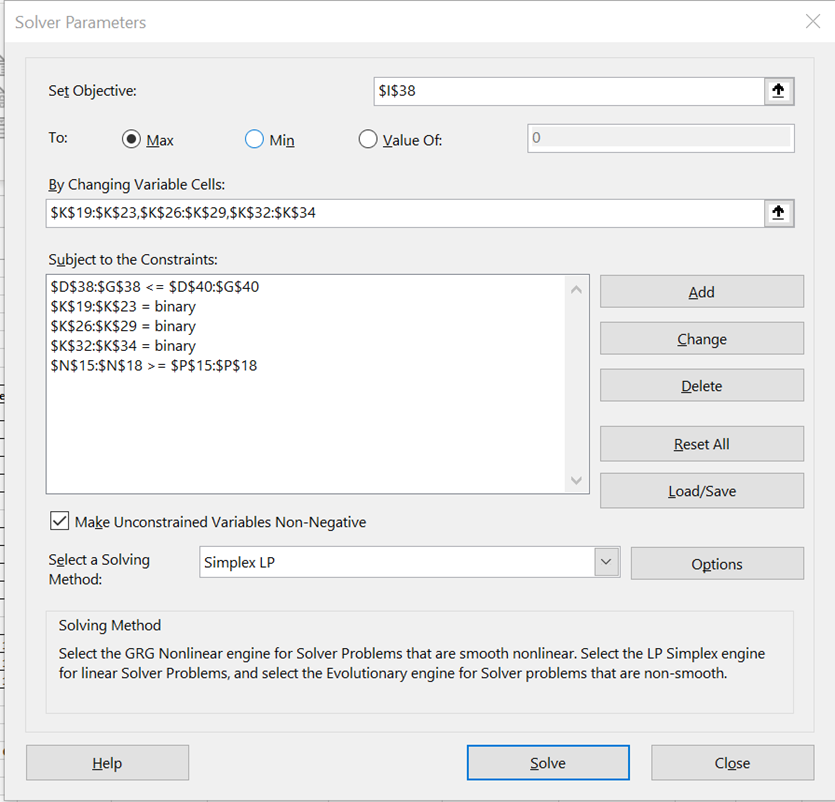 Solver Parameters
Set Objective:
$I$38
To:
Max
Min
Value Of:
0
By Changing Variable Cells:
$K$19:$K$23,$K$26:$K$29,$K$32:$K$34
Subject to the Constraints:
$D$38:$G$38 <= $D$40:$G$40
$K$19:$K$23 = binary
$K$26:$K$29 = binary
$K$32:$K$34 = binary
$N$15:$N$18 >= $P$15:$P$18
Add
Change
Delete
Reset All
Load/Save
Make Unconstrained Variables Non-Negative
Select a Solving
Method:
Simplex LP
Options
Solving Method
Select the GRG Nonlinear engine for Solver Problems that are smooth nonlinear. Select the LP Simplex engine
for linear Solver Problems, and select the Evolutionary engine for Solver problems that are non-smooth.
Help
Solve
Close